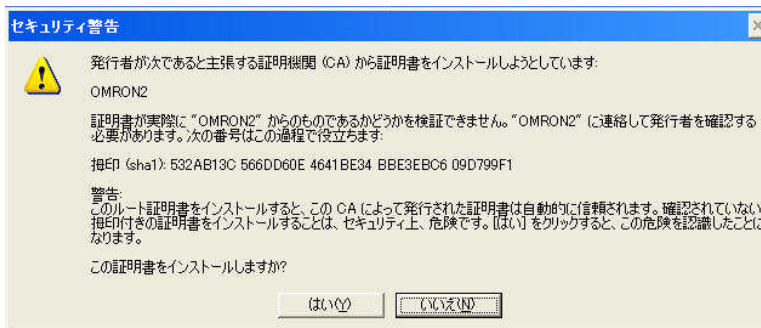 セキュリティ警告
発行者が次であると主張する証明機関 (CA) から証明書をインストールしようとしています:
OMRON2
証明書が実際に "OMRON2" からのものであるかどうかを検証できません。"OMRON2" に連絡して発行者を確認する
必要があります。次の番号はこの過程で役立ちます:
拇印 (sha1): 532AB13C 566DD60E 4641BE34 BBE3EBC6 09D799F1
警告:
このルート証明書をインストールすると、この CA によって発行された証明書は自動的に信頼されます。確認されていない
拇印付きの証明書をインストールすることは、セキュリティ上、危険です。[はい] をクリックすると、この危険を認識したことに
なります。
この証明書をインストールしますか?
はい(Y) いいえ(N)